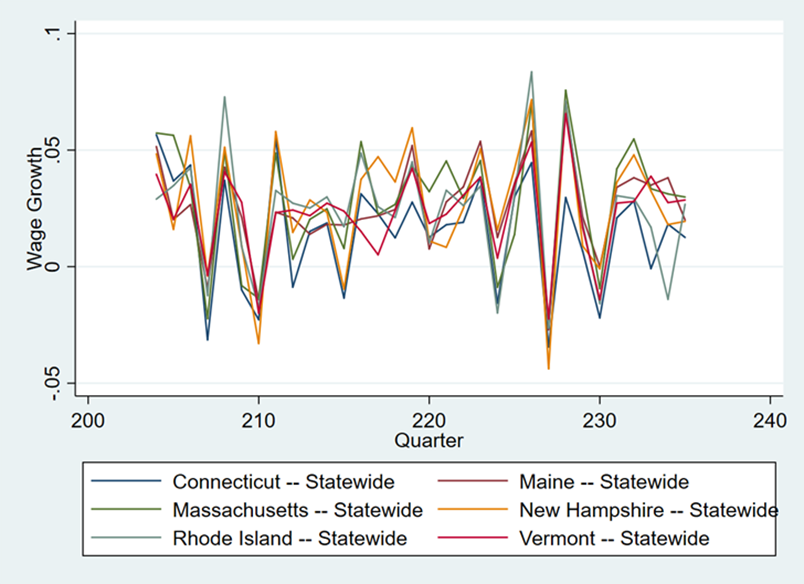 .1
.05
0
-.05
Wage Growth
200 210 220 230 240
Quarter
Connecticut -- Statewide Maine -- Statewide
Massachusetts -- Statewide New Hampshire -- Statewide
Rhode Island -- Statewide Vermont -- Statewide